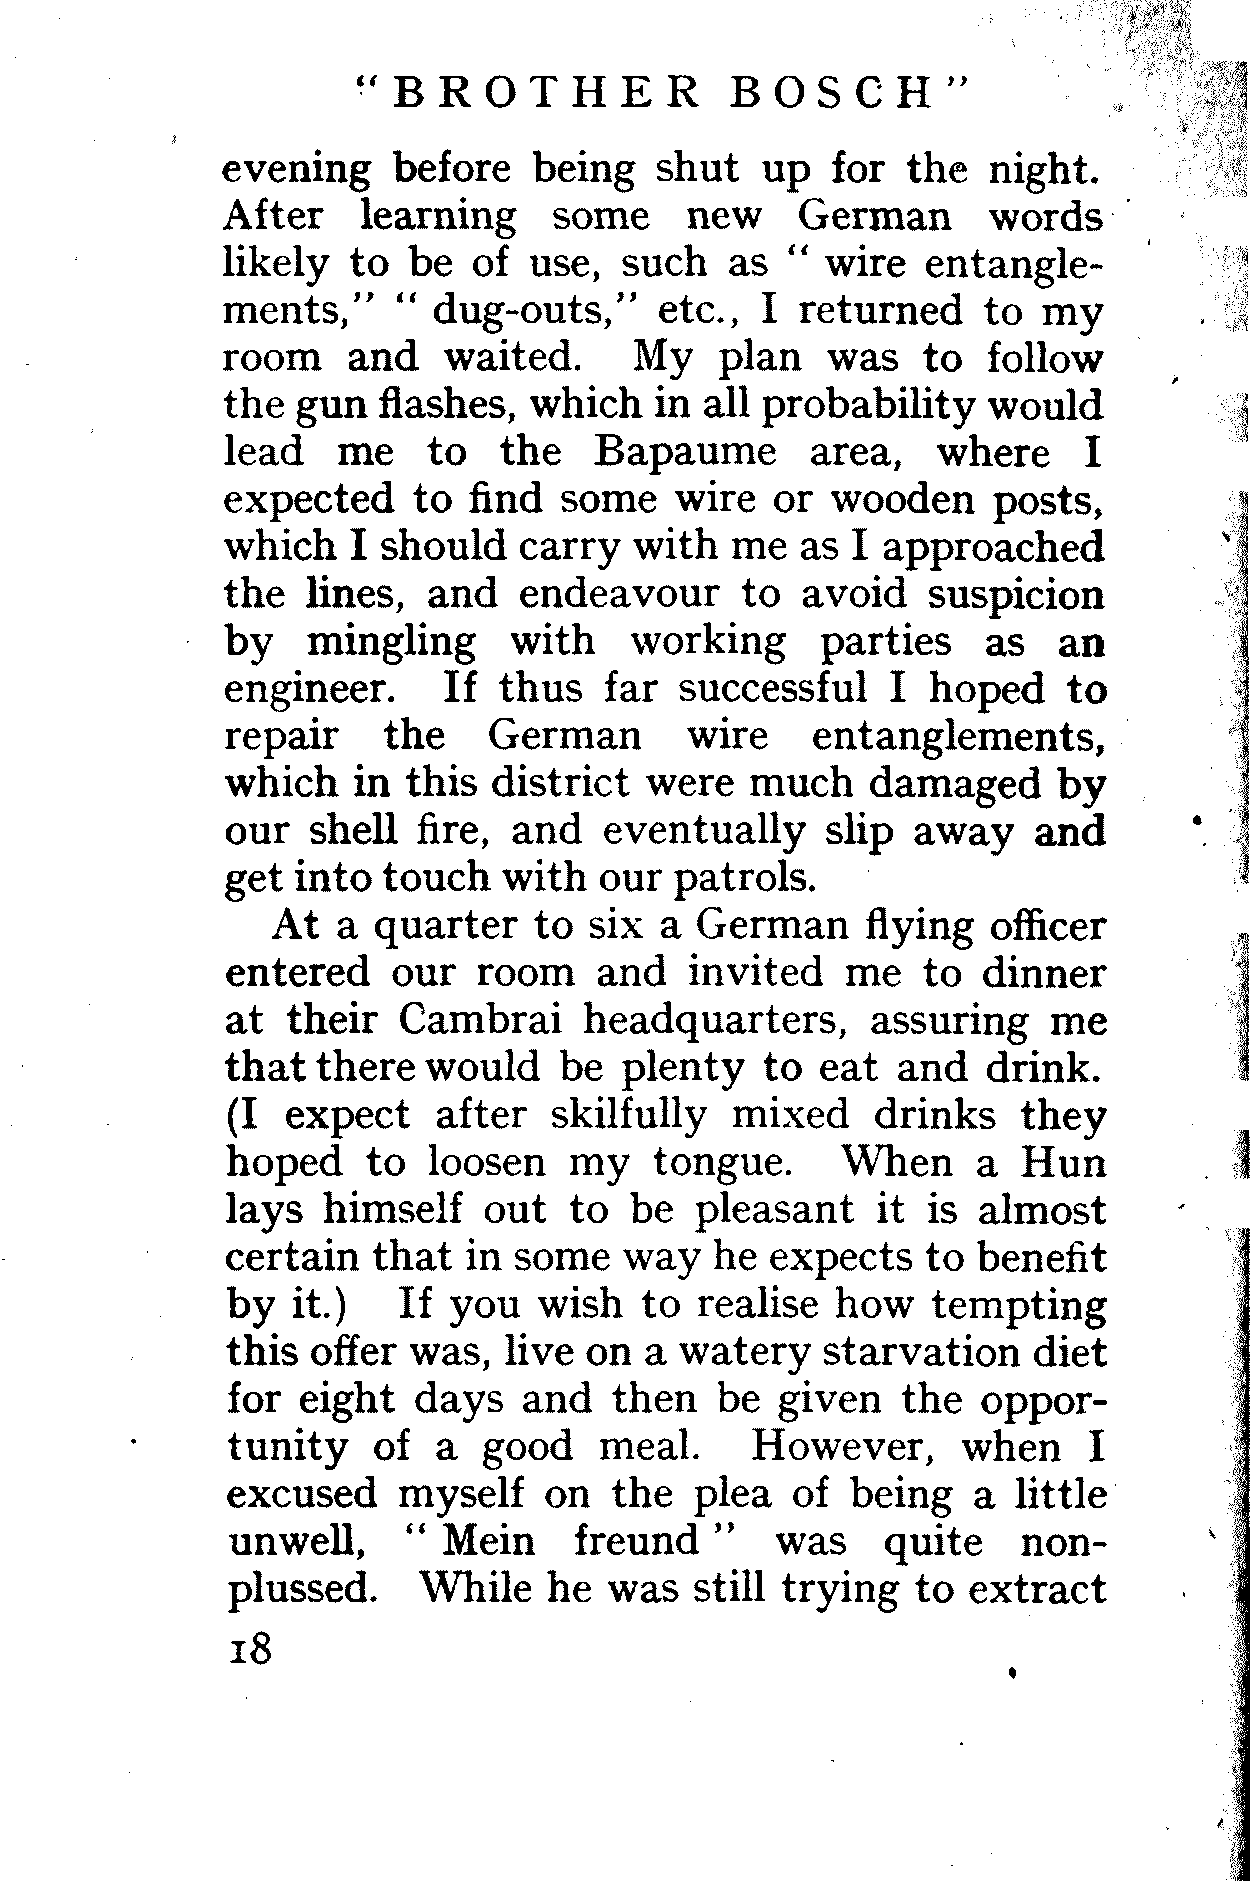 “BROTHER BOSCH”
evening before being shut up for the night.
After learning some new German words
likely to be of use, such as “ wire entangle-
ments,” “ dug-outs,” etc., I returned to my
room and waited. My plan was to follow
the gun flashes, which in all probability would
lead me to the Bapaume area, where I
expected to find some wire or wooden posts,
which I should carry with me as I approached
the lines, and endeavour to avoid suspicion
by mingling with working parties as an
engineer. If thus far successful I hoped to
repair the German wire entanglements,
which in this district were much damaged by
our shell fire, and eventually slip away and
get into touch with our patrols.
At a quarter to six a German flying officer
entered our room and invited me to dinner
at their Cambrai headquarters, assuring me
that there would be plenty to eat and drink.
(I expect after skilfully mixed drinks they
hoped to loosen my tongue. When a Hun
lays himself out to be pleasant it is almost
certain that in some way he expects to benefit
by it.) If you wish to realise how tempting
this offer was, live on a watery starvation diet
for eight days and then be given the oppor-
tunity of a good meal. However, when I
excused myself on the plea of being a little
unwell, “ Mein freund ” was quite non-
plussed. While he was still trying to extract
18